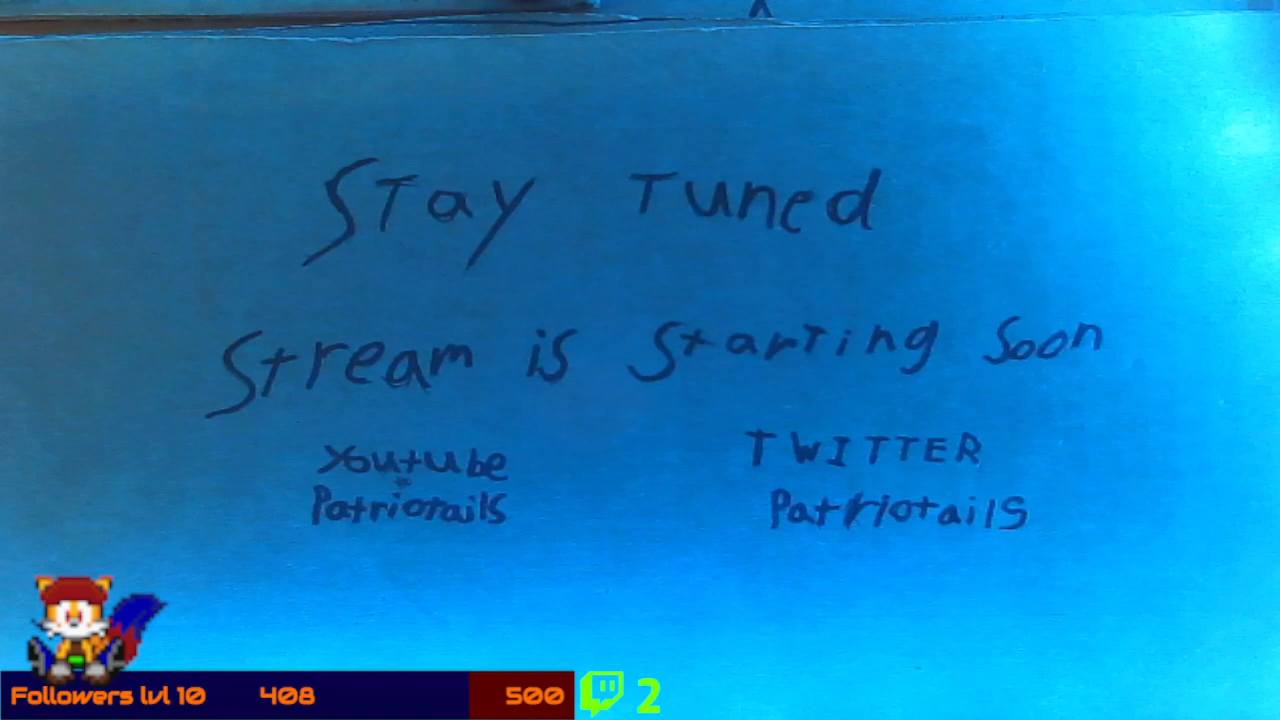 Stay Tuned
Stream is Starting Soon
Youtube
Patriotails
TWITTER
Patriotails
Followers lvl 10 408 500
2